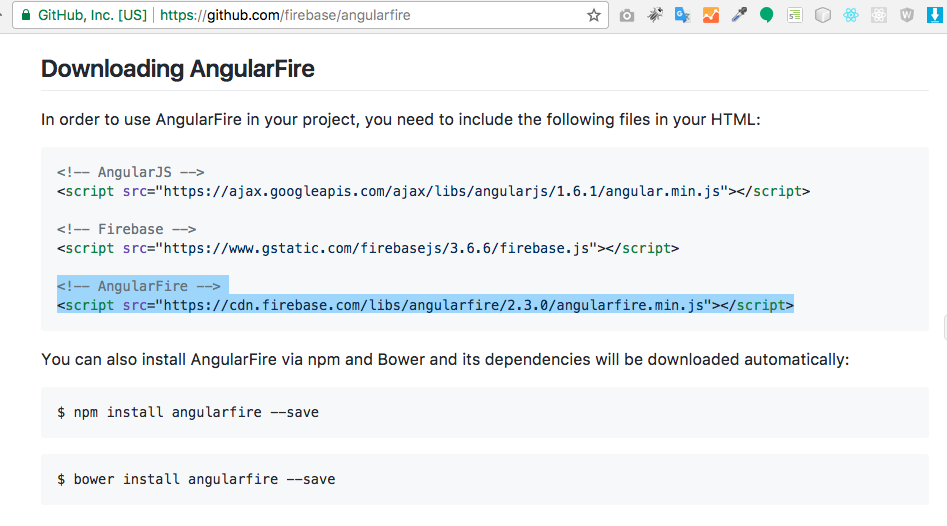 GitHub, Inc. [US] | https://github.com/firebase/angularfire
Downloading AngularFire
In order to use AngularFire in your project, you need to include the following files in your HTML:
<!-- AngularJS -->
<script src="https://ajax.googleapis.com/ajax/libs/angularjs/1.6.1/angular.min.js"></script>
<!-- Firebase -->
<script src="https://www.gstatic.com/firebasejs/3.6.6/firebase.js"></script>
<!-- AngularFire -->
<script src="https://cdn.firebase.com/libs/angularfire/2.3.0/angularfire.min.js"></script>
You can also install AngularFire via npm and Bower and its dependencies will be downloaded automatically:
$ npm install angularfire --save
$ bower install angularfire --save